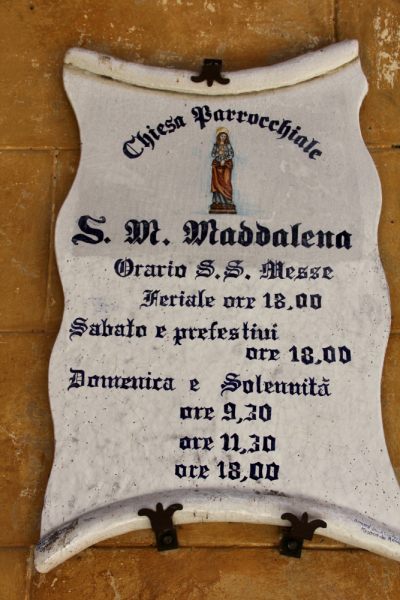 Chiesa Parrocchiale
S. M. Maddalena
Orario S.S. Messe
Feriale ore 18,00
Sabato e prefestivi
ore 18,00
Domenica e Solennità
ore 9,30
ore 11,30
ore 18,00